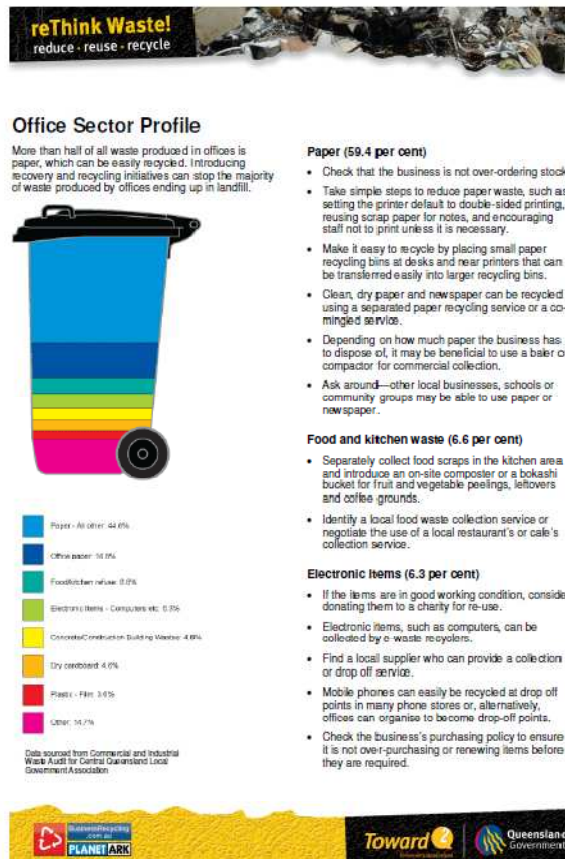 reThink Waste!
reduce • reuse • recycle
Office Sector Profile
More than half of all waste produced in offices is
paper, which can be easily recycled. Introducing
recovery and recycling initiatives can stop the majority
of waste produced by offices ending up in landfill.
Paper - All other: 44.6%
Office paper:
Food/kitchen refuse: 6.6%
Electronic Items - Computers etc: 6.3%
Concrete/Construction Building Wastes: 4.6%
Dry cardboard: 4.6%
Plastic - Film: 3.6%
Other: 14.7%
Data sourced from Commercial and Industrial
Waste Audit for Central Queensland Local
Government Association
Paper (59.4 per cent)
• Check that the business is not over-ordering stock
• Take simple steps to reduce paper waste, such as
setting the printer default to double-sided printing,
reusing scrap paper for notes, and encouraging
staff not to print unless it is necessary.
• Make it easy to recycle by placing small paper
recycling bins at desks and near printers that can
be transferred easily into larger recycling bins.
• Clean, dry paper and newspaper can be recycled
using a separated paper recycling service or a co-
mingled service.
• Depending on how much paper the business has
to dispose of, it may be beneficial to use a baler o
compactor for commercial collection.
• Ask around—other local businesses, schools or
community groups may be able to use paper or
newspaper.
Food and kitchen waste (6.6 per cent)
• Separately collect food scraps in the kitchen area
and introduce an on-site composter or a bokashi
bucket for fruit and vegetable peelings, leftovers
and coffee grounds.
• Identify a local food waste collection service or
negotiate the use of a local restaurant's or cafe's
collection service.
Electronic Items (6.3 per cent)
• If the items are in good working condition, conside
donating them to a charity for re-use.
• Electronic items, such as computers, can be
collected by e-waste recyclers.
• Find a local supplier who can provide a collection
or drop off service.
• Mobile phones can easily be recycled at drop off
points in many phone stores or, alternatively,
offices can organise to become drop-off points.
• Check the business's purchasing policy to ensure
it is not over-purchasing or renewing items before
they are required.
BusinessRecycling
.com.au
PLANET ARK
Toward 2
Queensland
Government